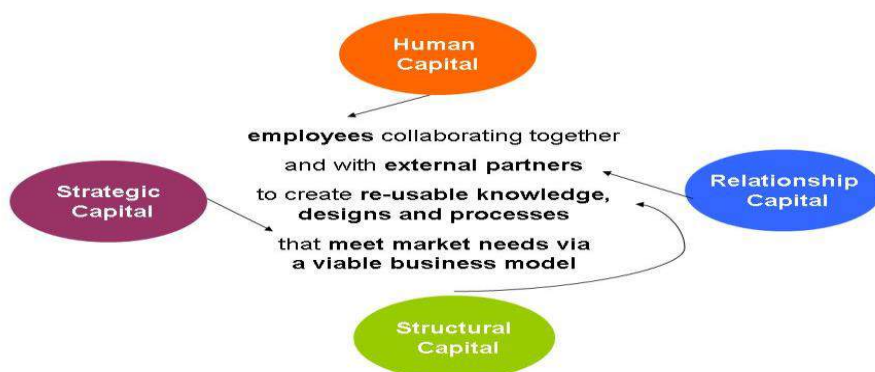 Human
Capital
employees collaborating together
and with external partners
to create re-usable knowledge,
designs and processes
that meet market needs via
a viable business model
Strategic
Capital
Relationship
Capital
Structural
Capital